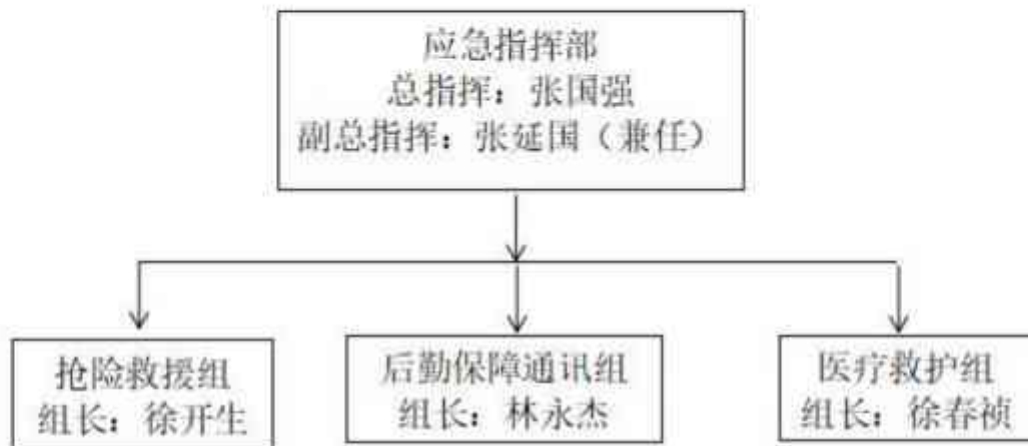 应急指挥部
总指挥：张国强
副总指挥：张延国（兼任）
抢险救援组
组长：徐开生
后勤保障通讯组
组长：林永杰
医疗救护组
组长：徐春祯